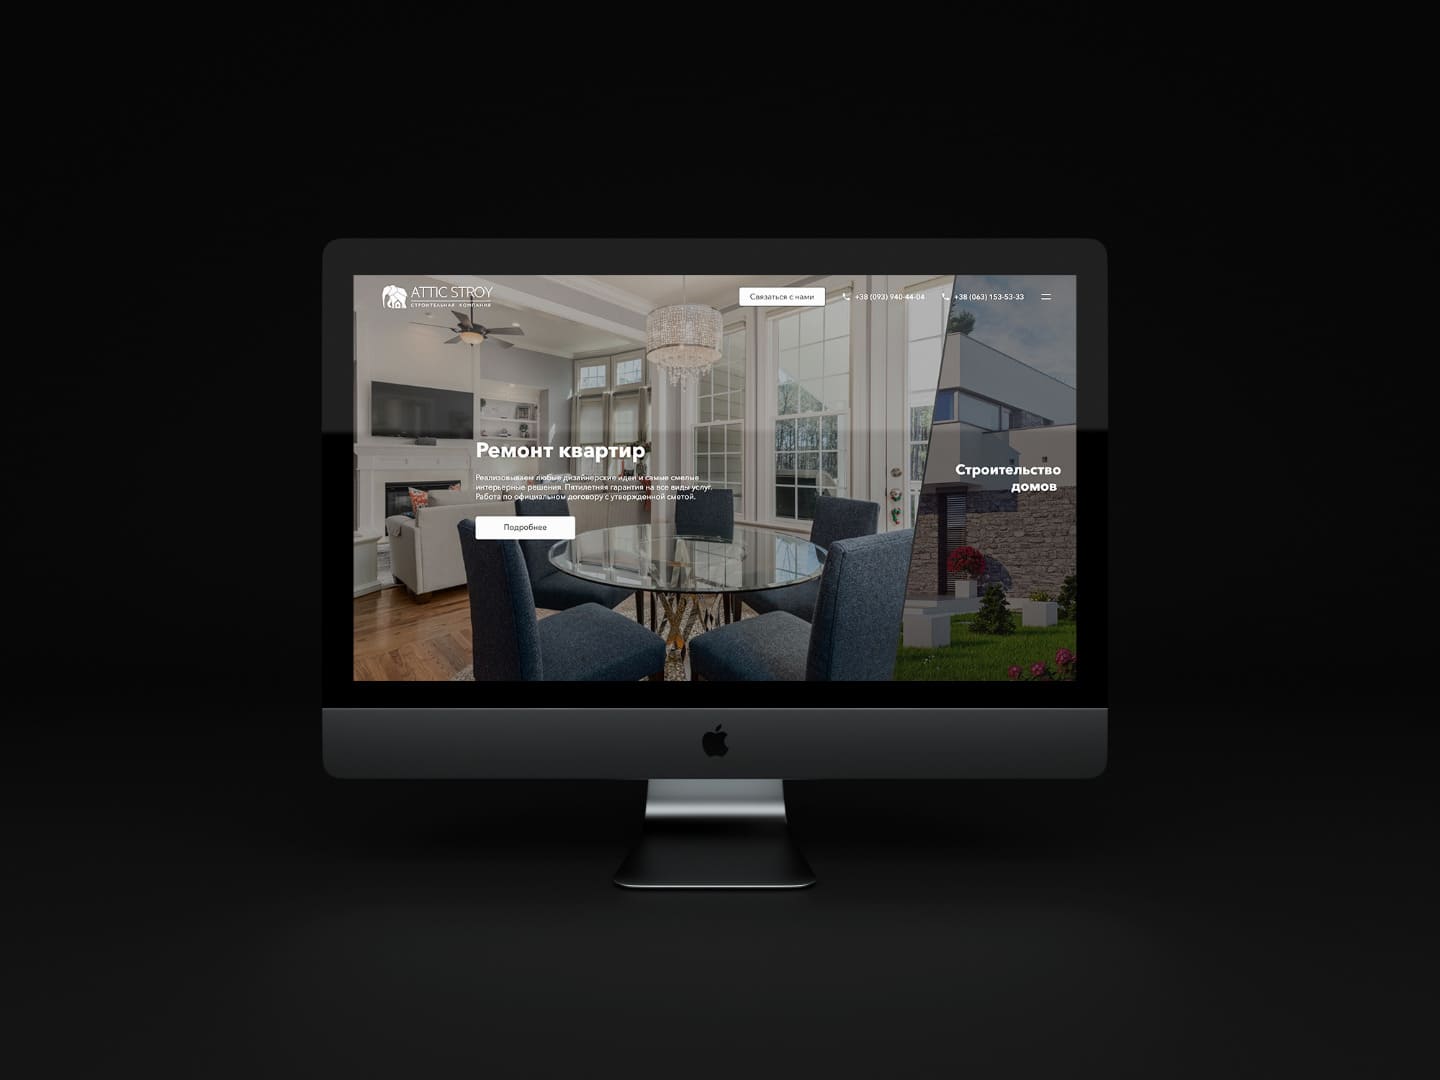 ATTIC STROY
СТРОИТЕЛЬНАЯ КОМПАНИЯ
Связаться с нами
+38 (093) 940-44-04
+38 (063) 153-53-33
Ремонт квартир
Реализовываем любые дизайнерские идеи и самые смелые
интерьерные решения. Пятилетняя гарантия на все виды услуг.
Работа по официальном договору с утвержденной сметой.
Подробнее
Строительство
домов